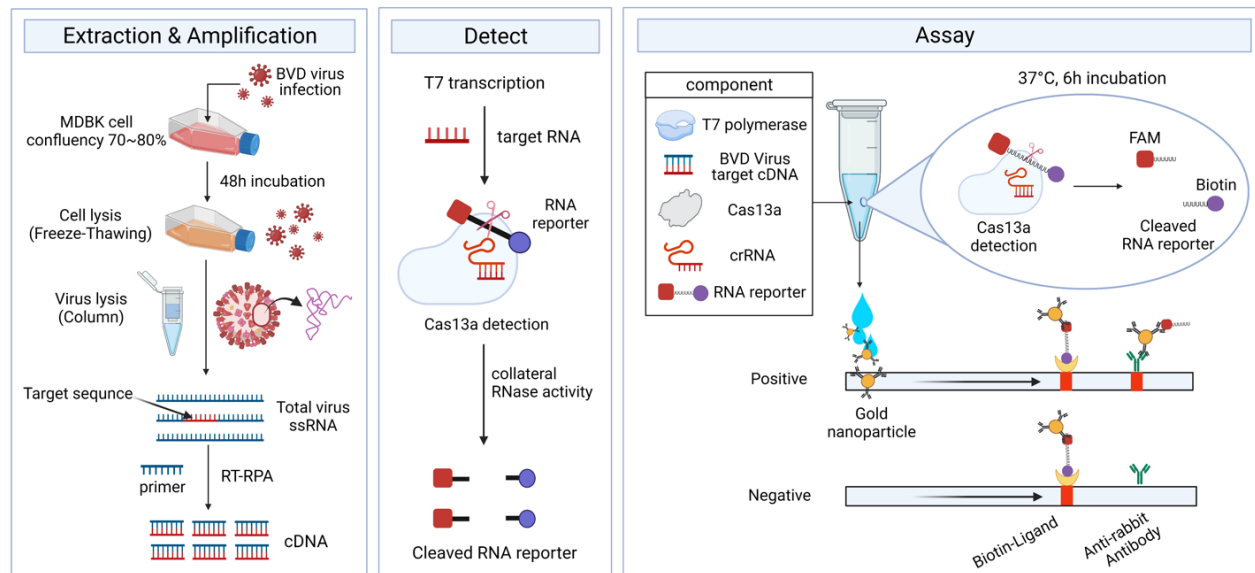 Extraction & Amplification
BVD virus
infection
MDBK cell
confluency 70~80%
48h incubation
Cell lysis
(Freeze-Thawing)
Virus lysis
(Column)
Target sequnce
Total virus
ssRNA
primer
RT-RPA
cDNA
Detect
T7 transcription
target RNA
RNA
reporter
Cas13a detection
collateral
RNase activity
Cleaved RNA reporter
Assay
component
T7 polymerase
BVD Virus
target cDNA
Cas13a
crRNA
RNA reporter
37°C, 6h incubation
FAM
Biotin
Cas13a
detection
Cleaved
RNA reporter
Positive
Gold
nanoparticle
Negative
Biotin-Ligand
Anti-rabbit
Antibody